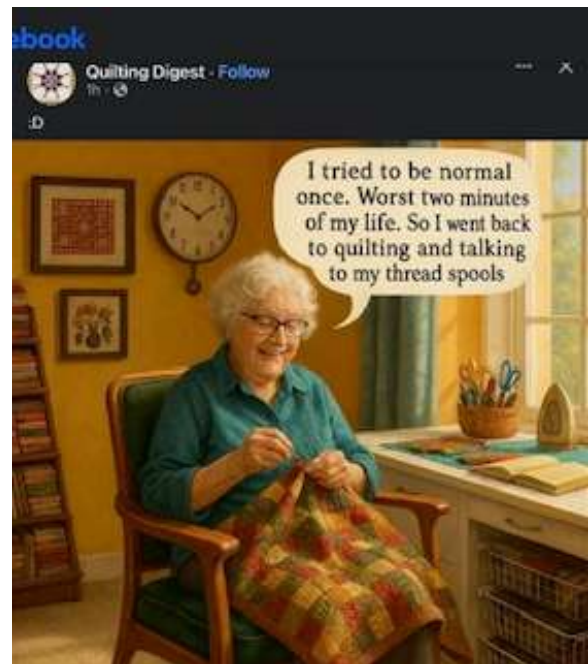 ebook
Quilting Digest · Follow
1h ·
:D
I tried to be normal
once. Worst two minutes
of my life. So I went back
to quilting and talking
to my thread spools